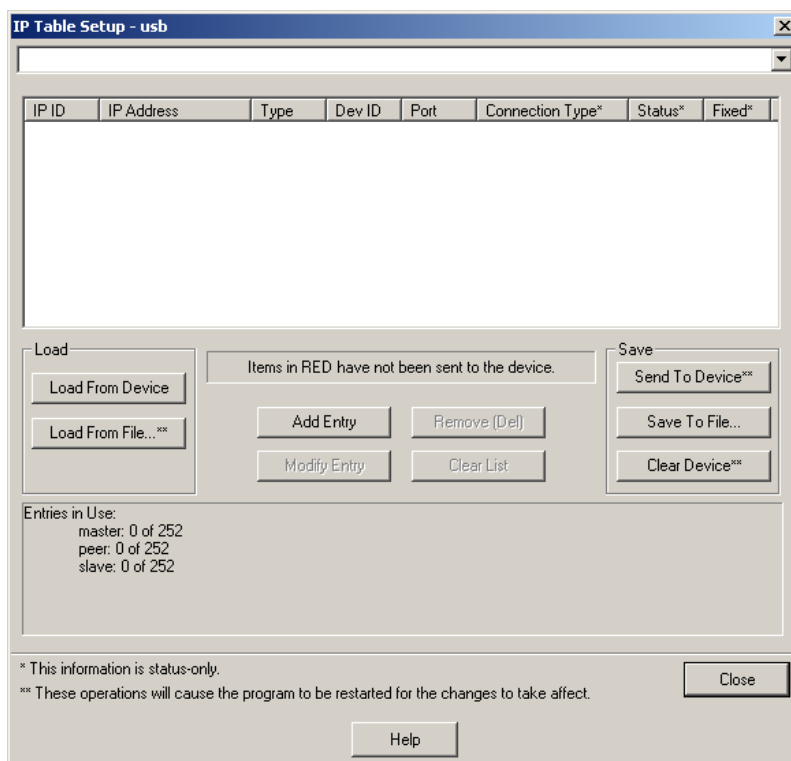 IP Table Setup - usb
IP ID IP Address Type Dev ID Port Connection Type* Status* Fixed*
Load
Load From Device
Load From File...**
Items in RED have not been sent to the device.
Add Entry Remove (Del)
Modify Entry Clear List
Save
Send To Device**
Save To File...
Clear Device**
Entries in Use:
master: 0 of 252
peer: 0 of 252
slave: 0 of 252
* This information is status-only.
** These operations will cause the program to be restarted for the changes to take affect.
Close
Help